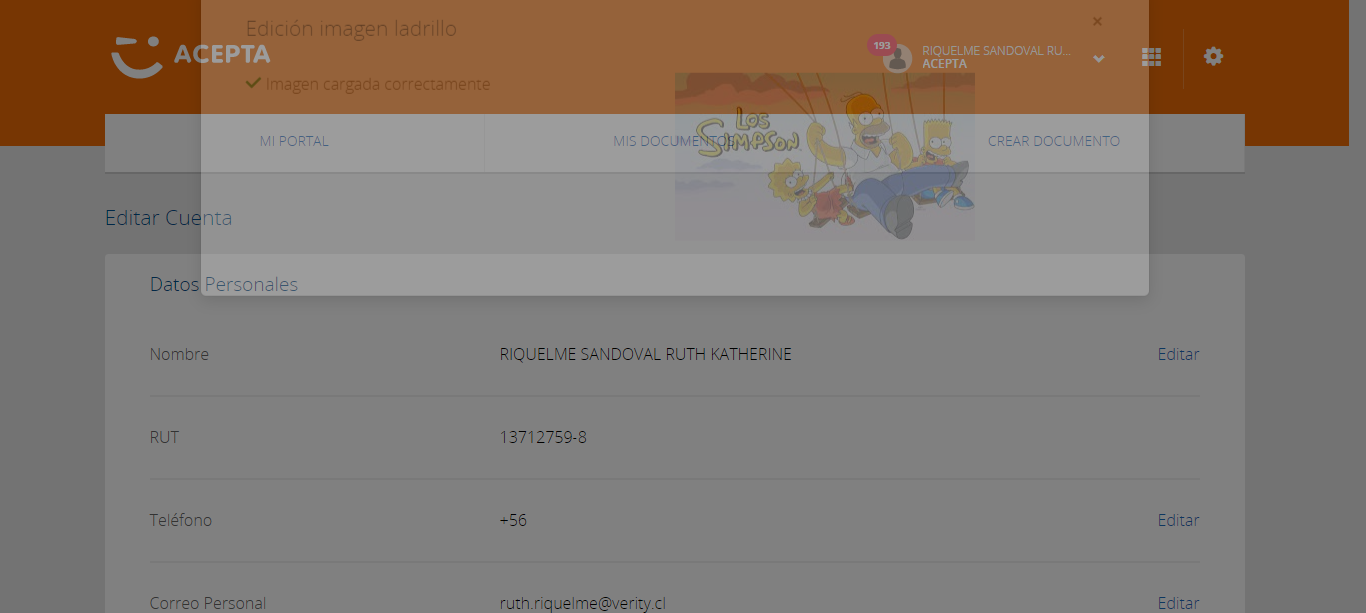 Edición imagen ladrillo
×
ACEPTA
193
RIQUELME SANDOVAL RU...
ACEPTA
Imagen cargada correctamente
LOS
SIMPSON
MI PORTAL
MIS DOCUMENTOS
CREAR DOCUMENTO
Editar Cuenta
Datos Personales
Nombre
RIQUELME SANDOVAL RUTH KATHERINE
Editar
RUT
13712759-8
Teléfono
+56
Editar
Correo Personal
ruth.riquelme@verity.cl
Editar